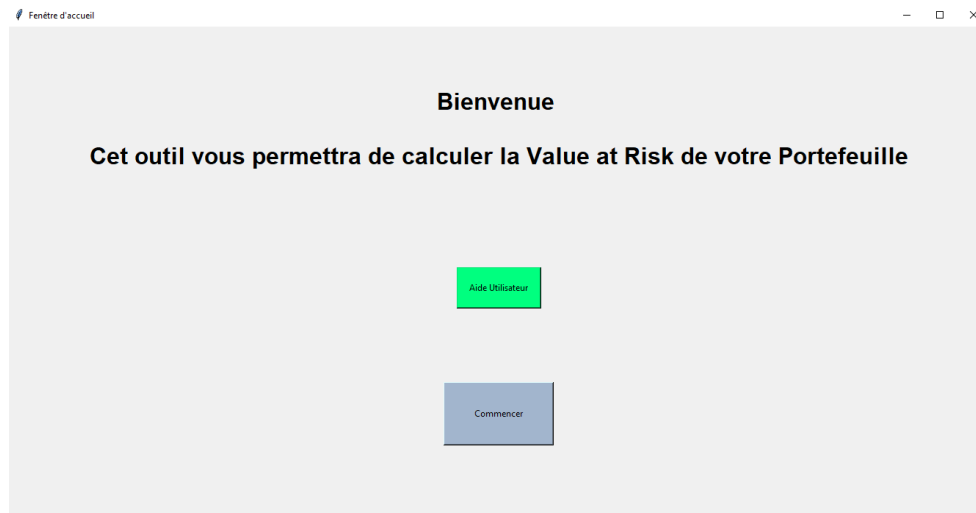 Fenêtre d'accueil
Bienvenue
Cet outil vous permettra de calculer la Value at Risk de votre Portefeuille
Aide Utilisateur
Commencer